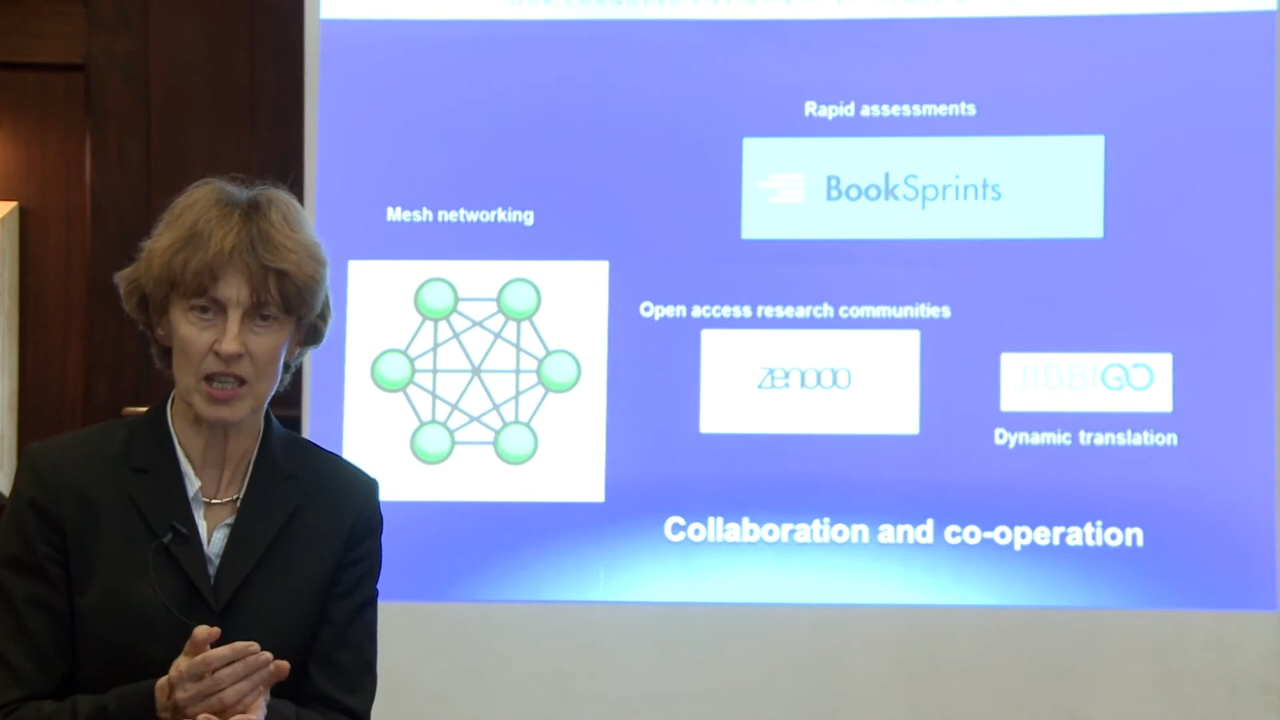 Rapid assessments
BookSprints
Mesh networking
Open access research communities
zenodo
JIBBIGO
Dynamic translation
Collaboration and co-operation